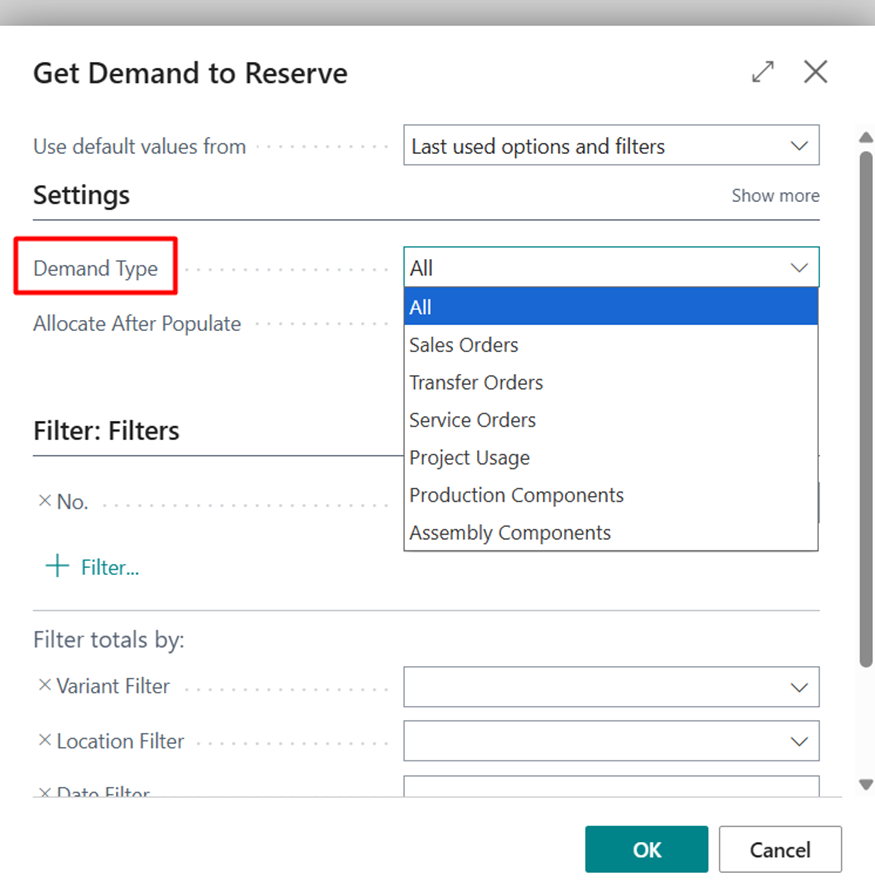 Get Demand to Reserve
Use default values from Last used options and filters
Settings Show more
Demand Type All
All
Allocate After Populate
Sales Orders
Transfer Orders
Service Orders
Filter: Filters
Project Usage
Production Components
× No.
Assembly Components
+ Filter...
Filter totals by:
× Variant Filter
× Location Filter
× Date Filter
OK Cancel